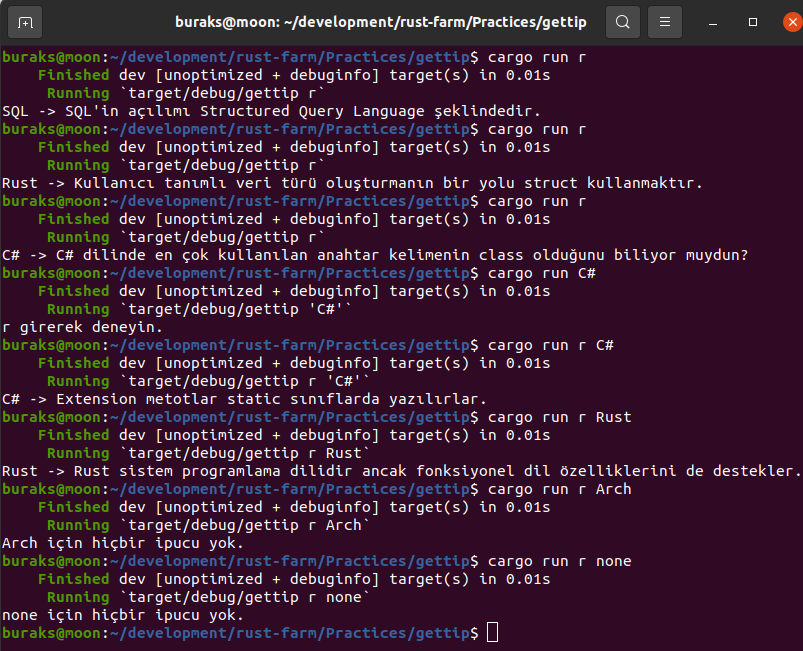 buraks@moon: ~/development/rust-farm/Practices/gettip
buraks@moon:~/development/rust-farm/Practices/gettip$ cargo run r
Finished dev [unoptimized + debuginfo] target(s) in 0.01s
Running `target/debug/gettip r`
SQL -> SQL'in açılımı Structured Query Language şeklindedir.
buraks@moon:~/development/rust-farm/Practices/gettip$ cargo run r
Finished dev [unoptimized + debuginfo] target(s) in 0.01s
Running `target/debug/gettip r`
Rust -> Kullanıcı tanımlı veri türü oluşturmanın bir yolu struct kullanmaktır.
buraks@moon:~/development/rust-farm/Practices/gettip$ cargo run r
Finished dev [unoptimized + debuginfo] target(s) in 0.01s
Running `target/debug/gettip r`
C# -> C# dilinde en çok kullanılan anahtar kelimenin class olduğunu biliyor muydun?
buraks@moon:~/development/rust-farm/Practices/gettip$ cargo run C#
Finished dev [unoptimized + debuginfo] target(s) in 0.01s
Running `target/debug/gettip 'C#'`
r girerek deneyin.
buraks@moon:~/development/rust-farm/Practices/gettip$ cargo run r C#
Finished dev [unoptimized + debuginfo] target(s) in 0.01s
Running `target/debug/gettip r 'C#'`
C# -> Extension metotlar static sınıflarda yazılırlar.
buraks@moon:~/development/rust-farm/Practices/gettip$ cargo run r Rust
Finished dev [unoptimized + debuginfo] target(s) in 0.01s
Running `target/debug/gettip r Rust`
Rust -> Rust sistem programlama dilidir ancak fonksiyonel dil özelliklerini de destekler.
buraks@moon:~/development/rust-farm/Practices/gettip$ cargo run r Arch
Finished dev [unoptimized + debuginfo] target(s) in 0.01s
Running `target/debug/gettip r Arch`
Arch için hiçbir ipucu yok.
buraks@moon:~/development/rust-farm/Practices/gettip$ cargo run r none
Finished dev [unoptimized + debuginfo] target(s) in 0.01s
Running `target/debug/gettip r none`
none için hiçbir ipucu yok.
buraks@moon:~/development/rust-farm/Practices/gettip$